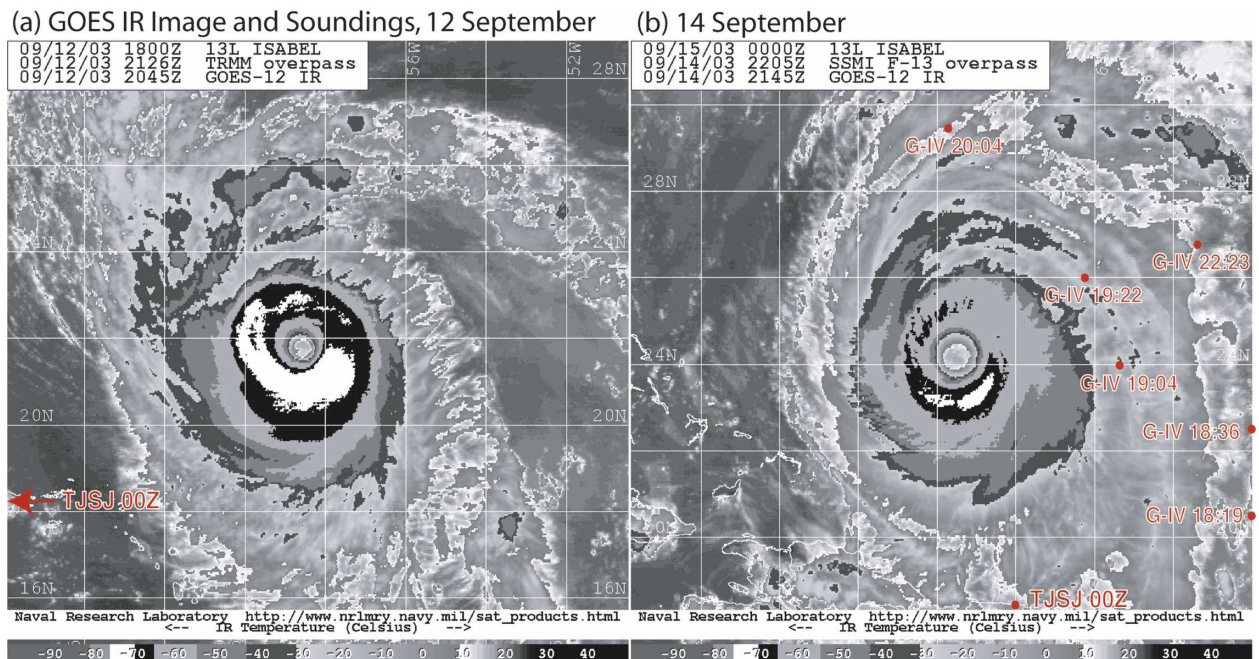 (a) GOES IR Image and Soundings, 12 September
09/12/03 1800Z 13L ISABEL
09/12/03 2126Z TRMM overpass
09/12/03 2045Z GOES-12 IR
56W
52W
28N
24N
24N
20N
20N
TJSJ 00Z
16N
16N
Naval Research Laboratory http://www.nrlmry.navy.mil/sat_products.html
<-- IR Temperature (Celsius) -->
-90 -80 -70 -60 -50 -40 -30 -20 -10 0 10 20 30 40
(b) 14 September
09/15/03 0000Z 13L ISABEL
09/14/03 2205Z SSMI F-13 overpass
09/14/03 2145Z GOES-12 IR
G-IV 20:04
28N
28N
G-IV 22:23
G-IV 19:22
24N
24N
G-IV 19:04
G-IV 18:36
G-IV 18:19
20N
TJSJ 00Z
Naval Research Laboratory http://www.nrlmry.navy.mil/sat_products.html
<-- IR Temperature (Celsius) -->
-90 -80 -70 -60 -50 -40 -30 -20 -10 0 10 20 30 40